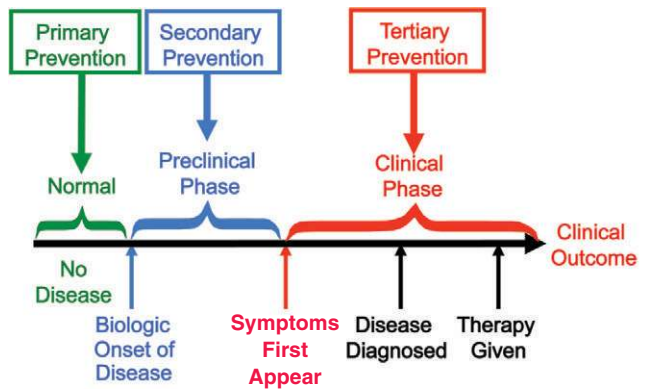 Primary
Prevention
Secondary
Prevention
Tertiary
Prevention
Normal
Preclinical
Phase
Clinical
Phase
Clinical
Outcome
No
Disease
Biologic
Onset of
Disease
Symptoms
First
Appear
Disease
Diagnosed
Therapy
Given